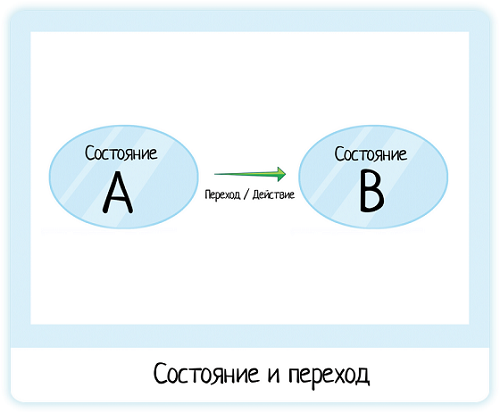 Состояние
A
Переход / Действие
Состояние
B
Состояние и переход